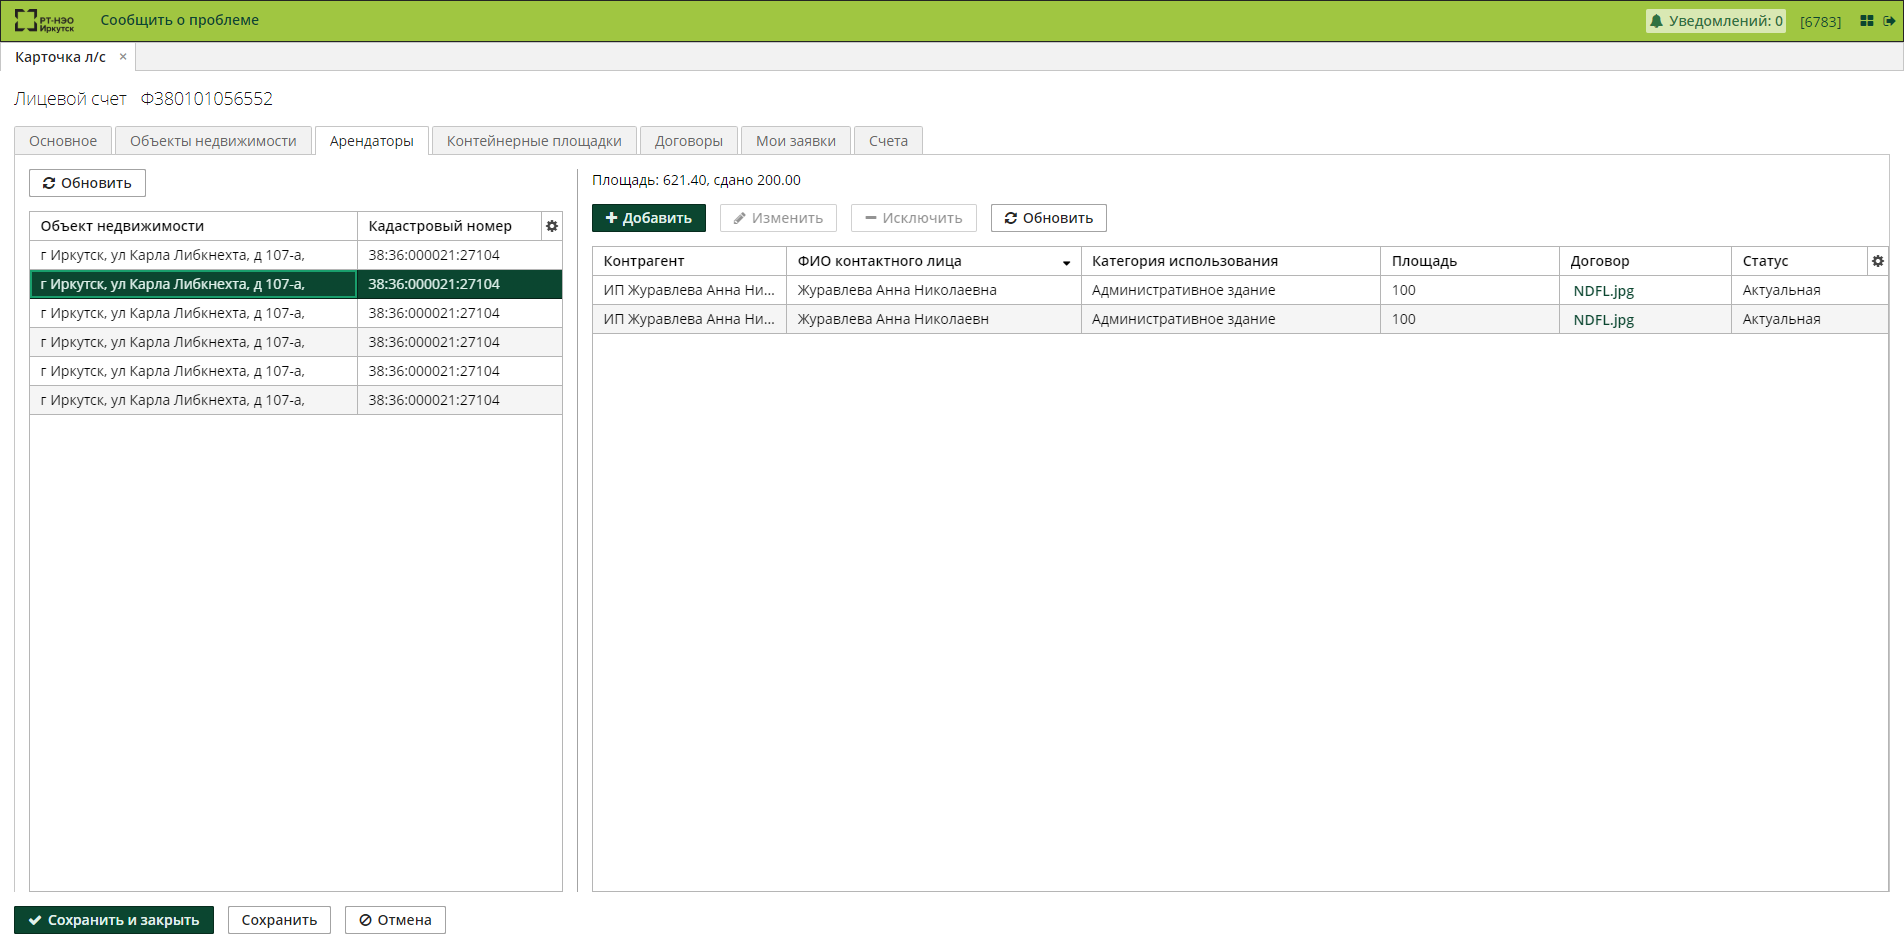 РТ-НЭО
Иркутск
Сообщить о проблеме
Уведомлений: 0
[6783]
Карточка л/с ×
Лицевой счет Ф380101056552
Основное
Объекты недвижимости
Арендаторы
Контейнерные площадки
Договоры
Мои заявки
Счета
Обновить
Объект недвижимости Кадастровый номер
г Иркутск, ул Карла Либкнехта, д 107-а, 38:36:000021:27104
г Иркутск, ул Карла Либкнехта, д 107-а, 38:36:000021:27104
г Иркутск, ул Карла Либкнехта, д 107-а, 38:36:000021:27104
г Иркутск, ул Карла Либкнехта, д 107-а, 38:36:000021:27104
г Иркутск, ул Карла Либкнехта, д 107-а, 38:36:000021:27104
г Иркутск, ул Карла Либкнехта, д 107-а, 38:36:000021:27104
Площадь: 621.40, сдано 200.00
Добавить
Изменить
Исключить
Обновить
Контрагент ФИО контактного лица Категория использования Площадь Договор Статус
ИП Журавлева Анна Ни... Журавлева Анна Николаевна Административное здание 100 NDFL.jpg Актуальная
ИП Журавлева Анна Ни... Журавлева Анна Николаевн Административное здание 100 NDFL.jpg Актуальная
Сохранить и закрыть
Сохранить
Отмена